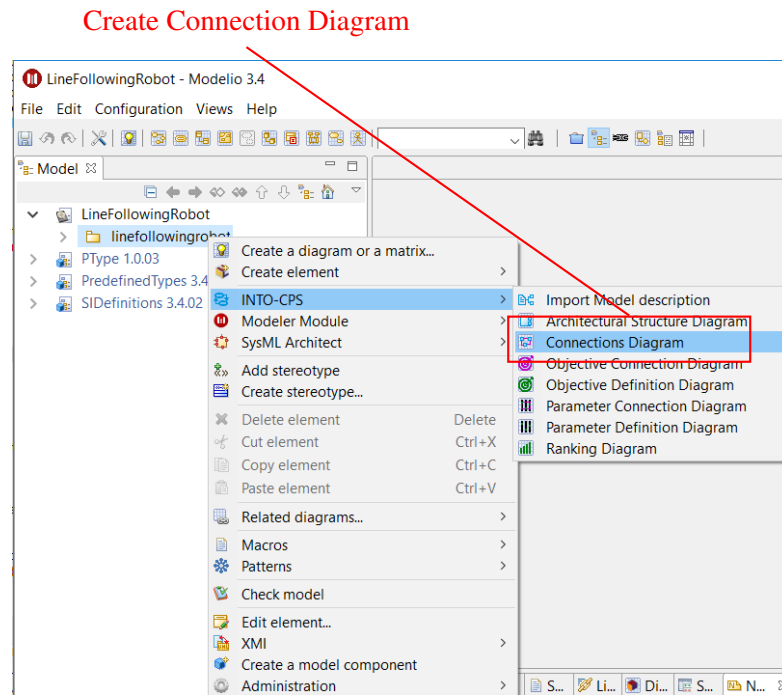 Create Connection Diagram
LineFollowingRobot - Modelio 3.4
File Edit Configuration Views Help
Model
LineFollowingRobot
linefollowingrobot
PType 1.0.03
PredefinedTypes 3.4
SIDefinitions 3.4.02
Create a diagram or a matrix...
Create element
INTO-CPS
Modeler Module
SysML Architect
Add stereotype
Create stereotype...
Delete element Delete
Cut element Ctrl+X
Copy element Ctrl+C
Paste element Ctrl+V
Related diagrams...
Macros
Patterns
Check model
Edit element...
XMI
Create a model component
Administration
Import Model description
Architectural Structure Diagram
Connections Diagram
Objective Connection Diagram
Objective Definition Diagram
Parameter Connection Diagram
Parameter Definition Diagram
Ranking Diagram
S... Li... Di... S... N...